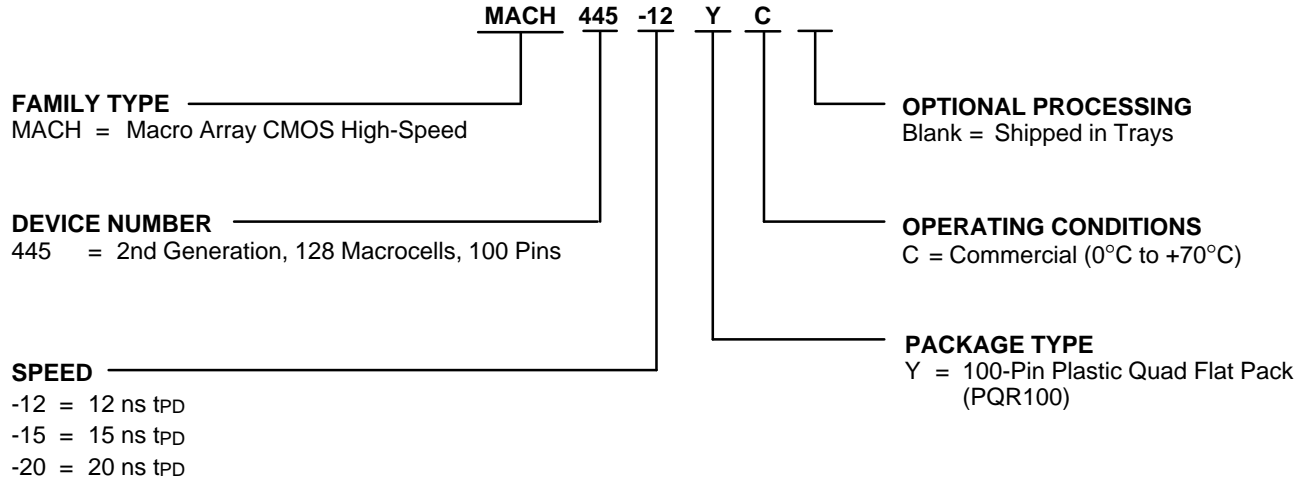 MACH 445 -12 Y C
FAMILY TYPE
MACH = Macro Array CMOS High-Speed
OPTIONAL PROCESSING
Blank = Shipped in Trays
DEVICE NUMBER
445 = 2nd Generation, 128 Macrocells, 100 Pins
OPERATING CONDITIONS
C = Commercial (0°C to +70°C)
PACKAGE TYPE
Y = 100-Pin Plastic Quad Flat Pack
(PQR100)
SPEED
-12 = 12 ns tPD
-15 = 15 ns tPD
-20 = 20 ns tPD